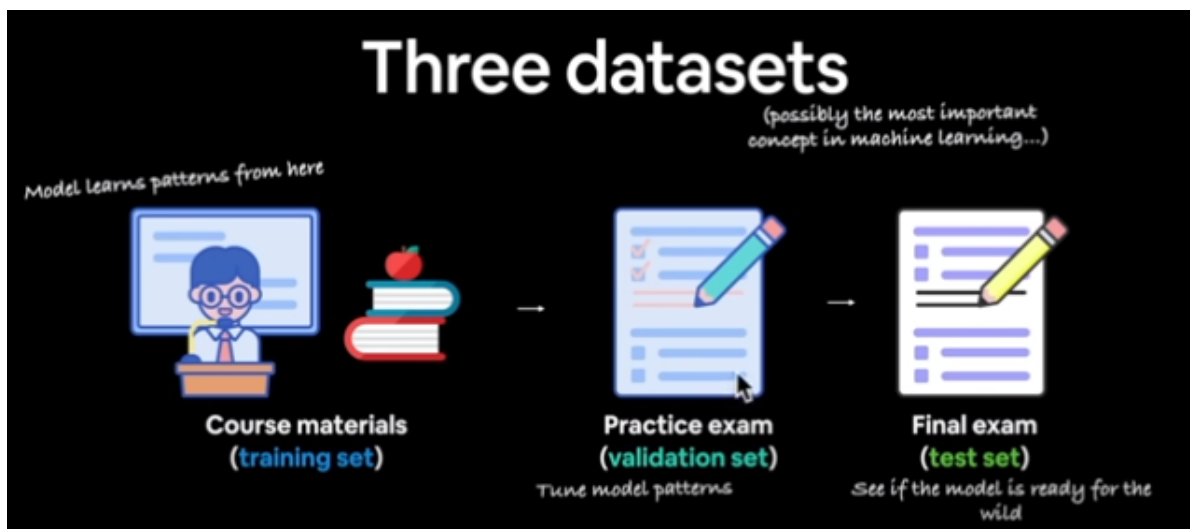 Three datasets
(possibly the most important
concept in machine learning...)
Model learns patterns from here
Course materials
(training set)
Practice exam
(validation set)
Tune model patterns
Final exam
(test set)
See if the model is ready for the
wild